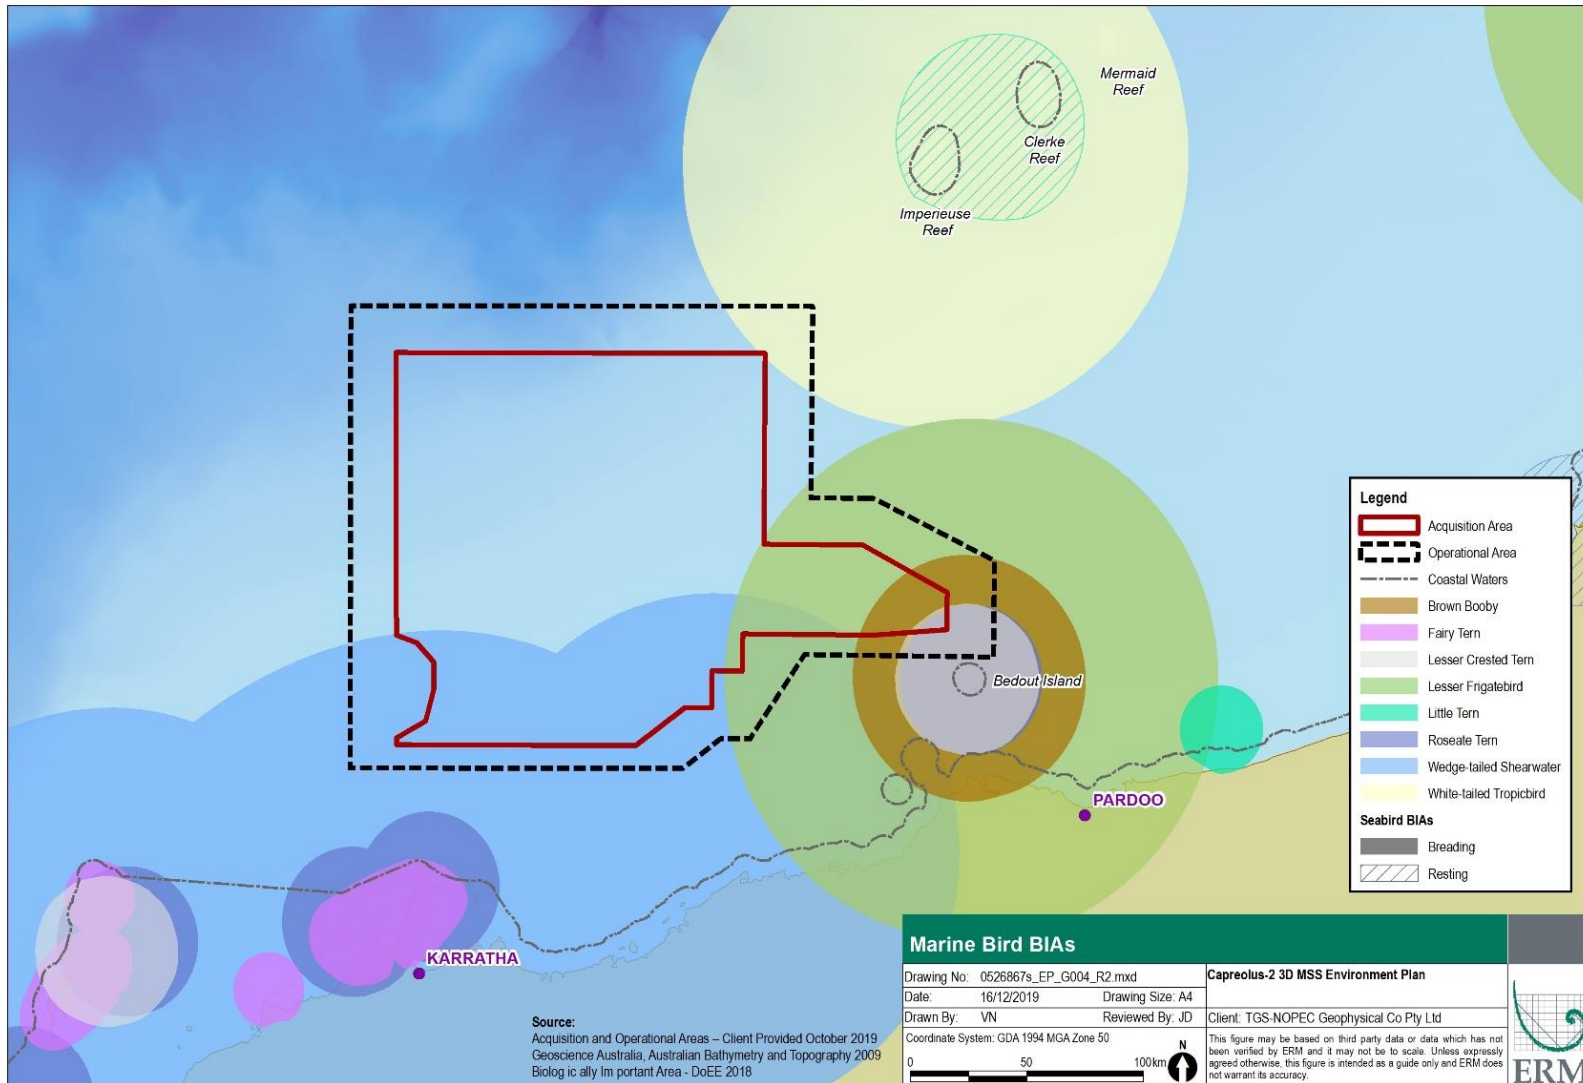 Mermaid
Reef
Clerke
Reef
Imperieuse
Reef
Bedout Island
PARDOO
KARRATHA
Legend
Acquisition Area
Operational Area
Coastal Waters
Brown Booby
Fairy Tern
Lesser Crested Tern
Lesser Frigatebird
Little Tern
Roseate Tern
Wedge-tailed Shearwater
White-tailed Tropicbird
Seabird BIAs
Breading
Resting
Source:
Acquisition and Operational Areas – Client Provided October 2019
Geoscience Australia, Australian Bathymetry and Topography 2009
Biolog ic ally Im portant Area - DoEE 2018
Marine Bird BIAs
Drawing No: 0526867s_EP_G004_R2.mxd
Date: 16/12/2019 Drawing Size: A4
Drawn By: VN Reviewed By: JD
Coordinate System: GDA 1994 MGA Zone 50
0 50 100km
N
Capreolus-2 3D MSS Environment Plan
Client: TGS-NOPEC Geophysical Co Pty Ltd
This figure may be based on third party data or data which has not
been verified by ERM and it may not be to scale. Unless expressly
agreed otherwise, this figure is intended as a guide only and ERM does
not warrant its accuracy.
ERM